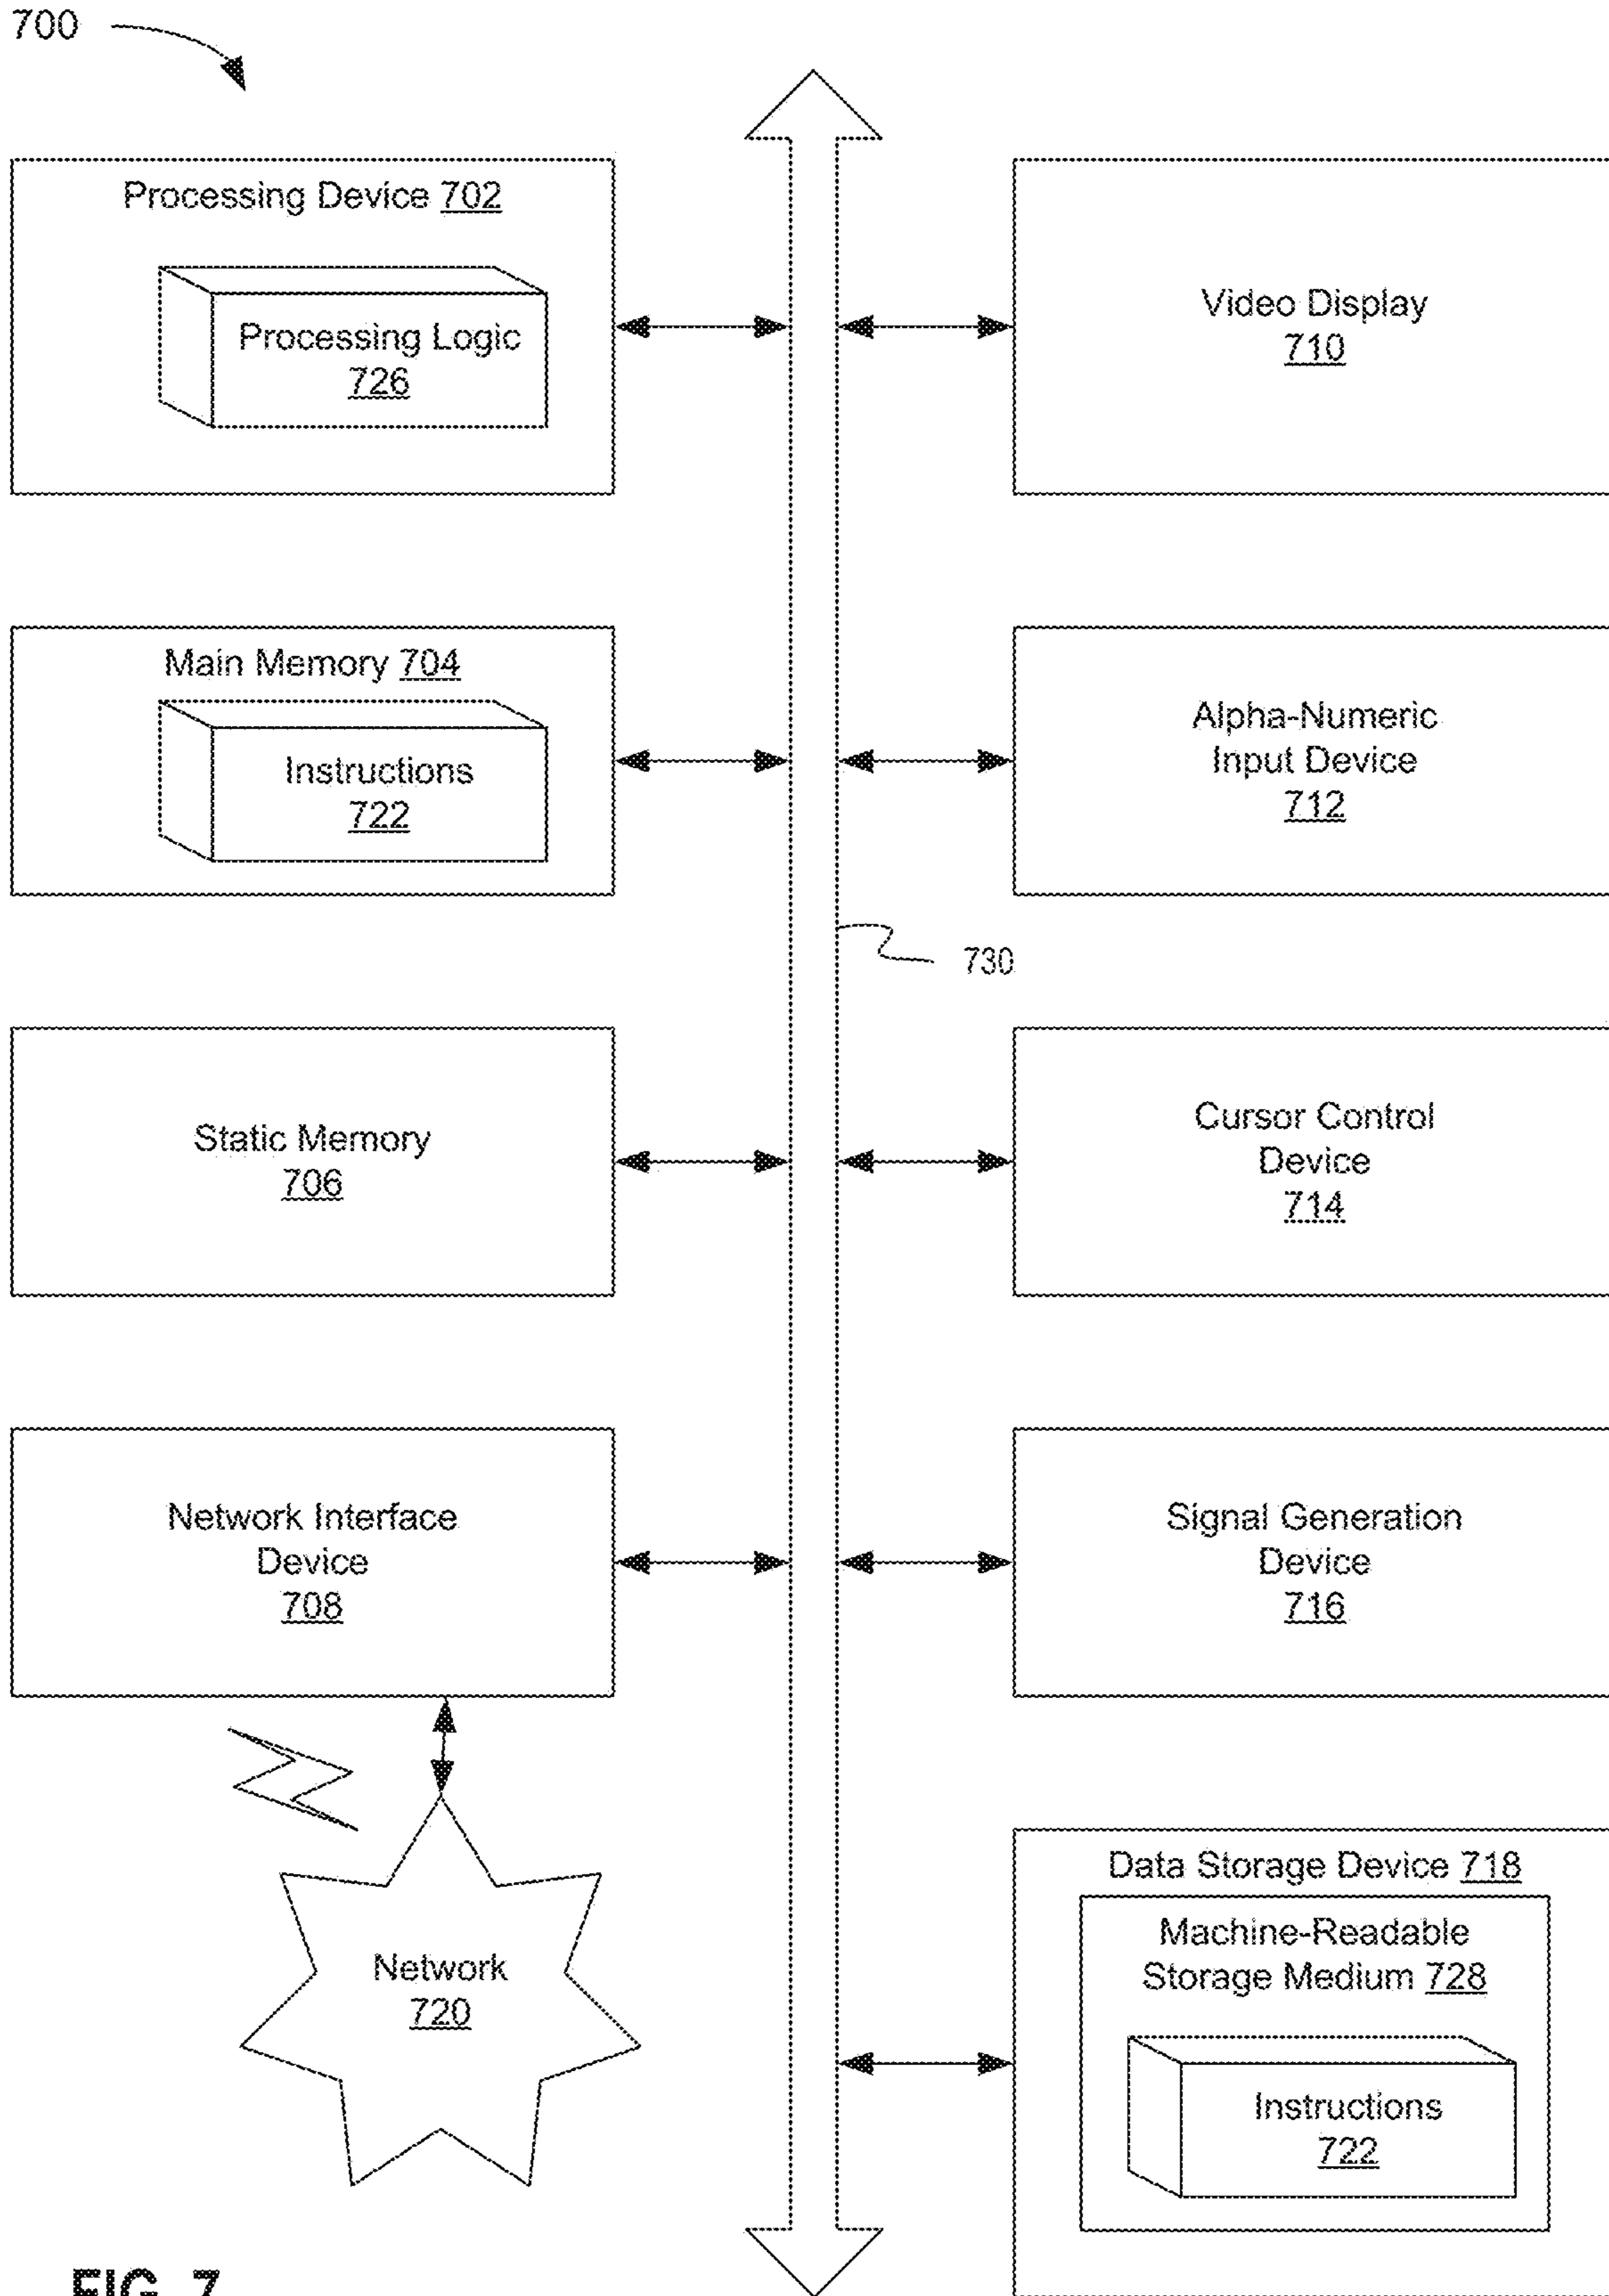 700
Processing Device 702
Processing Logic
726
Video Display
710
Main Memory 704
Instructions
722
Alpha-Numeric
Input Device
712
730
Static Memory
706
Cursor Control
Device
714
Network Interface
Device
708
Signal Generation
Device
716
Network
720
Data Storage Device 718
Machine-Readable
Storage Medium 728
Instructions
722
FIG. 7